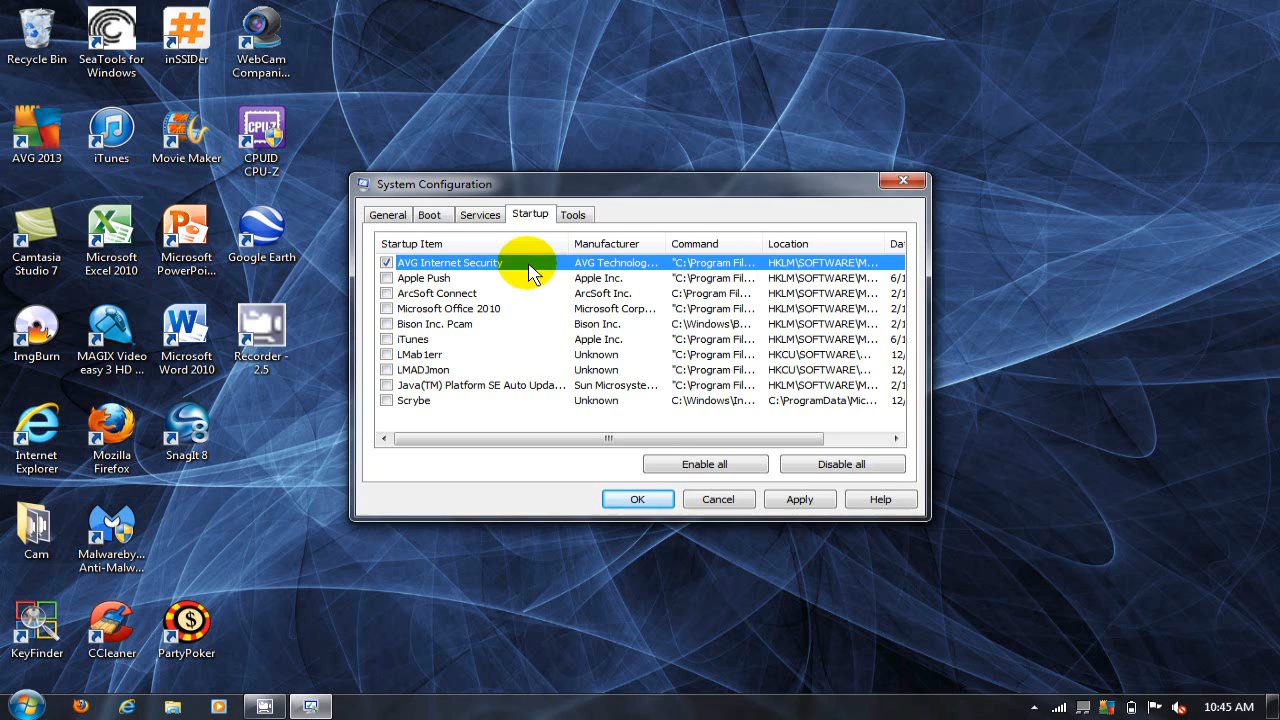 Recycle Bin
SeaTools for
Windows
inSSIDer
WebCam
Compani...
AVG 2013
iTunes
Movie Maker
CPU-Z
CPUID
CPU-Z
Camtasia
Studio 7
Microsoft
Excel 2010
Microsoft
PowerPoi...
Google Earth
ImgBurn
MAGIX Video
easy 3 HD ...
Microsoft
Word 2010
Recorder -
2.5
Internet
Explorer
Mozilla
Firefox
SnagIt 8
Cam
Malwareby...
Anti-Malw...
KeyFinder
CCleaner
PartyPoker
System Configuration
General Boot Services Startup Tools
Startup Item Manufacturer Command Location Da
AVG Internet Security AVG Technolog... "C:\Program Fil... HKLM\SOFTWARE\M...
Apple Push Apple Inc. "C:\Program Fil... HKLM\SOFTWARE\M... 6/1
ArcSoft Connect ArcSoft Inc. C:\Program Fil... HKLM\SOFTWARE\M... 2/1
Microsoft Office 2010 Microsoft Corp... "C:\Program Fil... HKLM\SOFTWARE\M... 2/1
Bison Inc. Pcam Bison Inc. C:\Windows\B... HKLM\SOFTWARE\M... 2/1
iTunes Apple Inc. "C:\Program Fil... HKLM\SOFTWARE\M... 6/1
LMab1err Unknown "C:\Program Fil... HKCU\SOFTWARE\... 12/
LMADJmon Unknown "C:\Program Fil... HKCU\SOFTWARE\... 12/
Java(TM) Platform SE Auto Upda... Sun Microsyste... "C:\Program Fil... HKLM\SOFTWARE\M... 2/1
Scrybe Unknown C:\Windows\In... C:\ProgramData\Mic... 12/
Enable all Disable all
OK Cancel Apply Help
10:45 AM